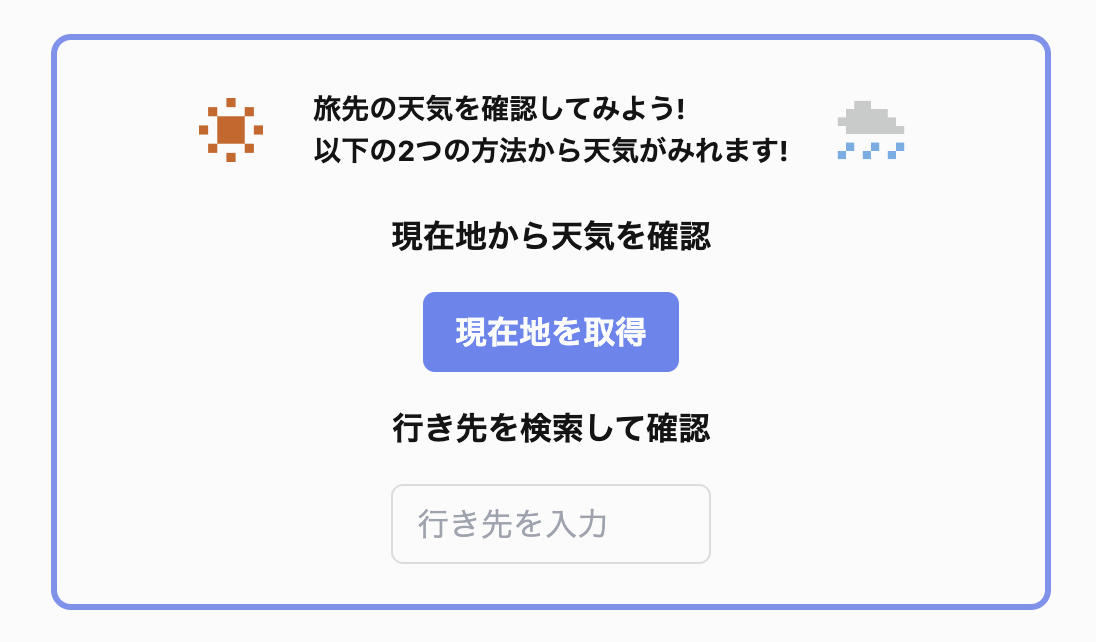 旅先の天気を確認してみよう!
以下の2つの方法から天気がみれます!
現在地から天気を確認
現在地を取得
行き先を検索して確認
行き先を入力